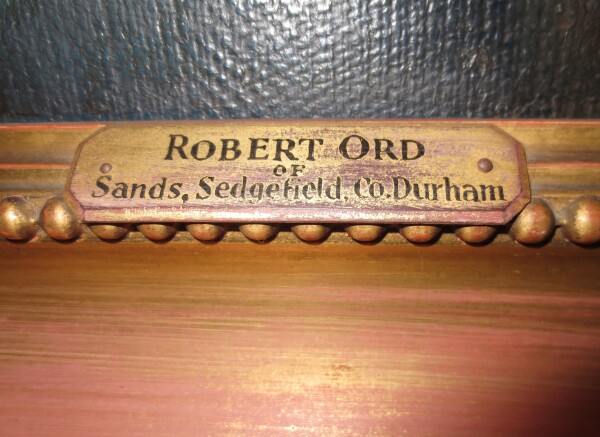 ROBERT ORD
OF
Sands, Sedgefield, Co. Durham